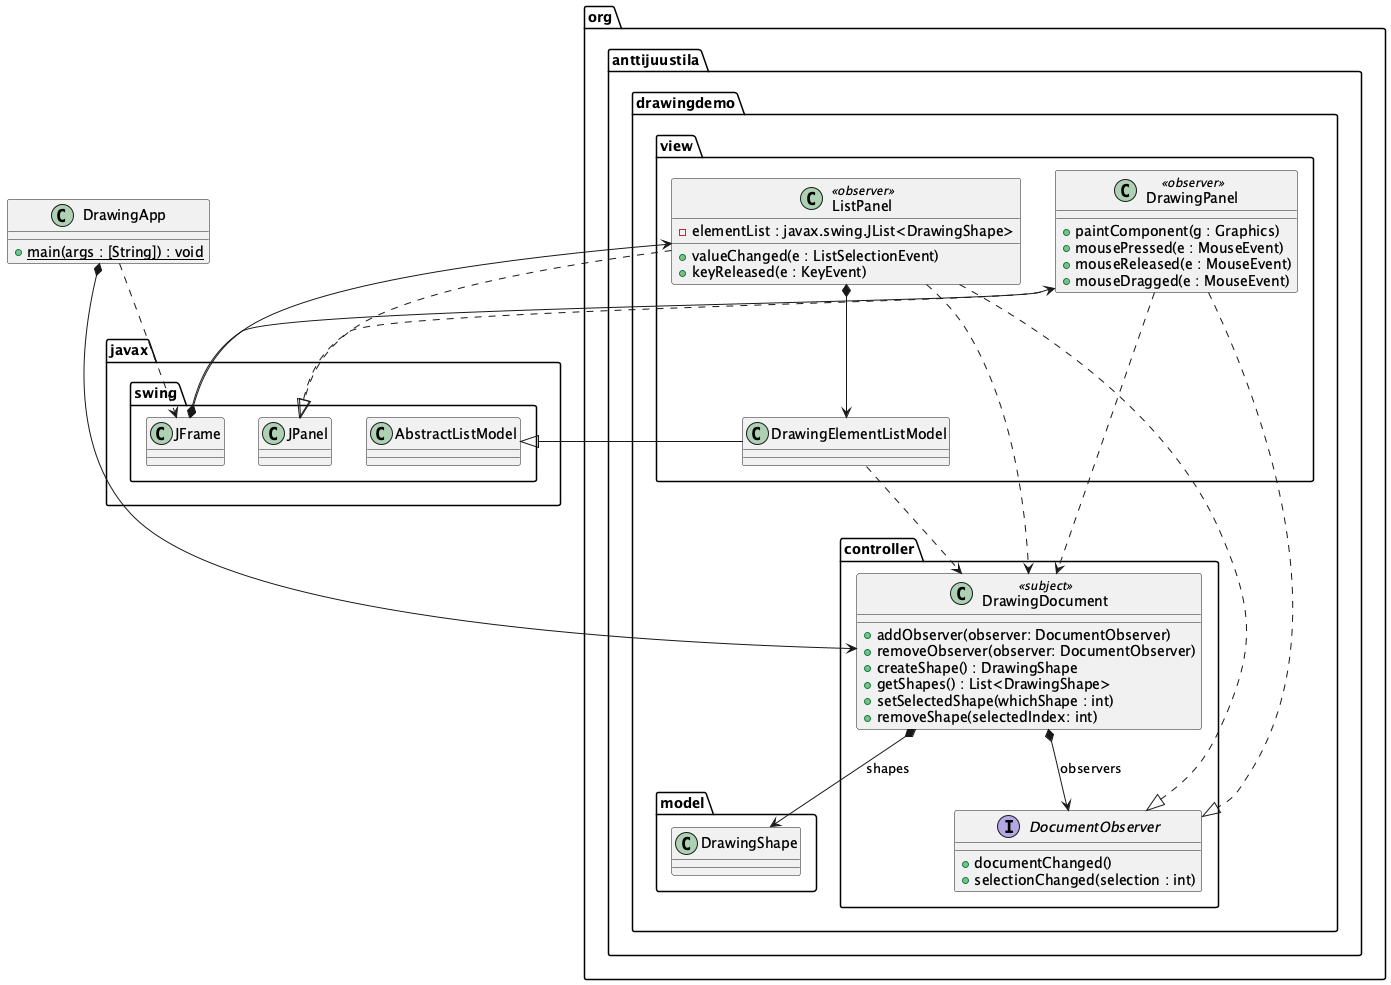 org
anttijuustila
drawingdemo
view
«observer»
ListPanel
elementList : javax.swing.JList<DrawingShape>
valueChanged(e : ListSelectionEvent)
keyReleased(e : KeyEvent)
«observer»
DrawingPanel
paintComponent(g : Graphics)
mousePressed(e : MouseEvent)
mouseReleased(e : MouseEvent)
mouseDragged(e : MouseEvent)
DrawingApp
main(args : [String]) : void
javax
swing
JFrame
JPanel
AbstractListModel
DrawingElementListModel
controller
«subject»
DrawingDocument
addObserver(observer: DocumentObserver)
removeObserver(observer: DocumentObserver)
createShape() : DrawingShape
getShapes() : List<DrawingShape>
setSelectedShape(whichShape : int)
removeShape(selectedIndex: int)
shapes
observers
model
DrawingShape
DocumentObserver
documentChanged()
selectionChanged(selection : int)